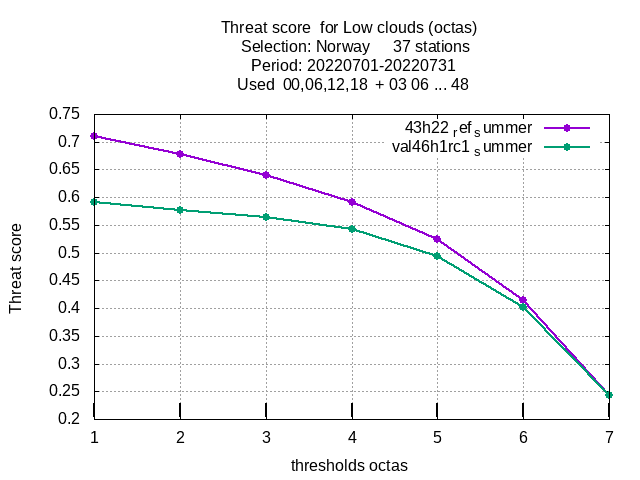 Threat score  for Low clouds (octas)
Selection: Norway     37 stations
Period: 20220701-20220731
Used  00,06,12,18  + 03 06 ... 48
43h22 ref summer
val46h1rc1 summer
0.75
0.7
0.65
0.6
0.55
0.5
0.45
0.4
0.35
0.3
0.25
0.2
Threat score
1 2 3 4 5 6 7
thresholds octas